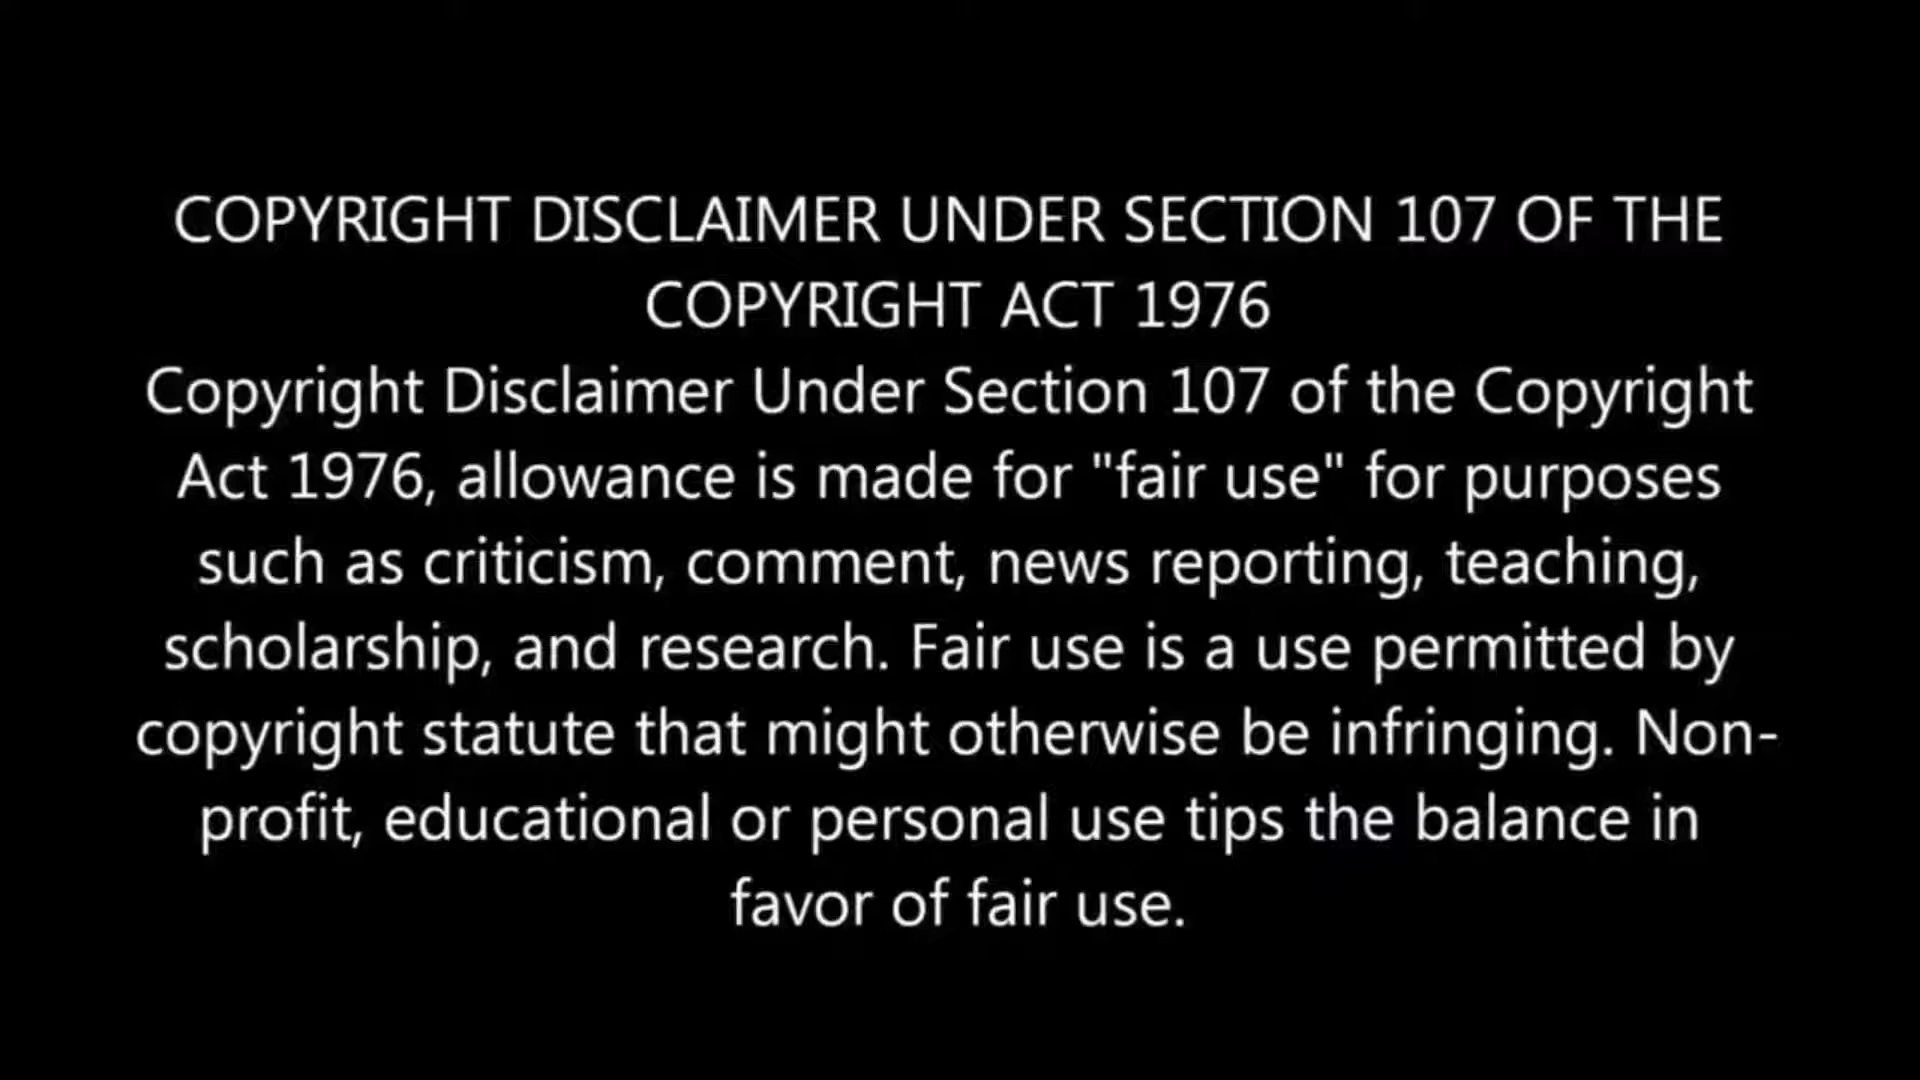 COPYRIGHT DISCLAIMER UNDER SECTION 107 OF THE
COPYRIGHT ACT 1976
Copyright Disclaimer Under Section 107 of the Copyright
Act 1976, allowance is made for "fair use" for purposes
such as criticism, comment, news reporting, teaching,
scholarship, and research. Fair use is a use permitted by
copyright statute that might otherwise be infringing. Non-
profit, educational or personal use tips the balance in
favor of fair use.